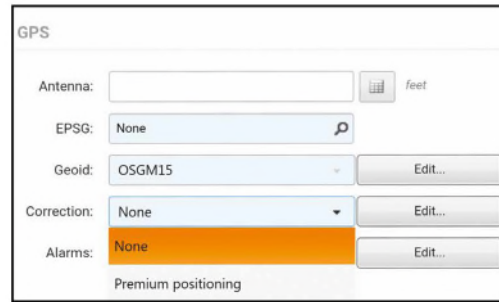 GPS
Antenna: feet
EPSG: None
Geoid: OSGM15 Edit...
Correction: None Edit...
Alarms: None Edit...
Premium positioning